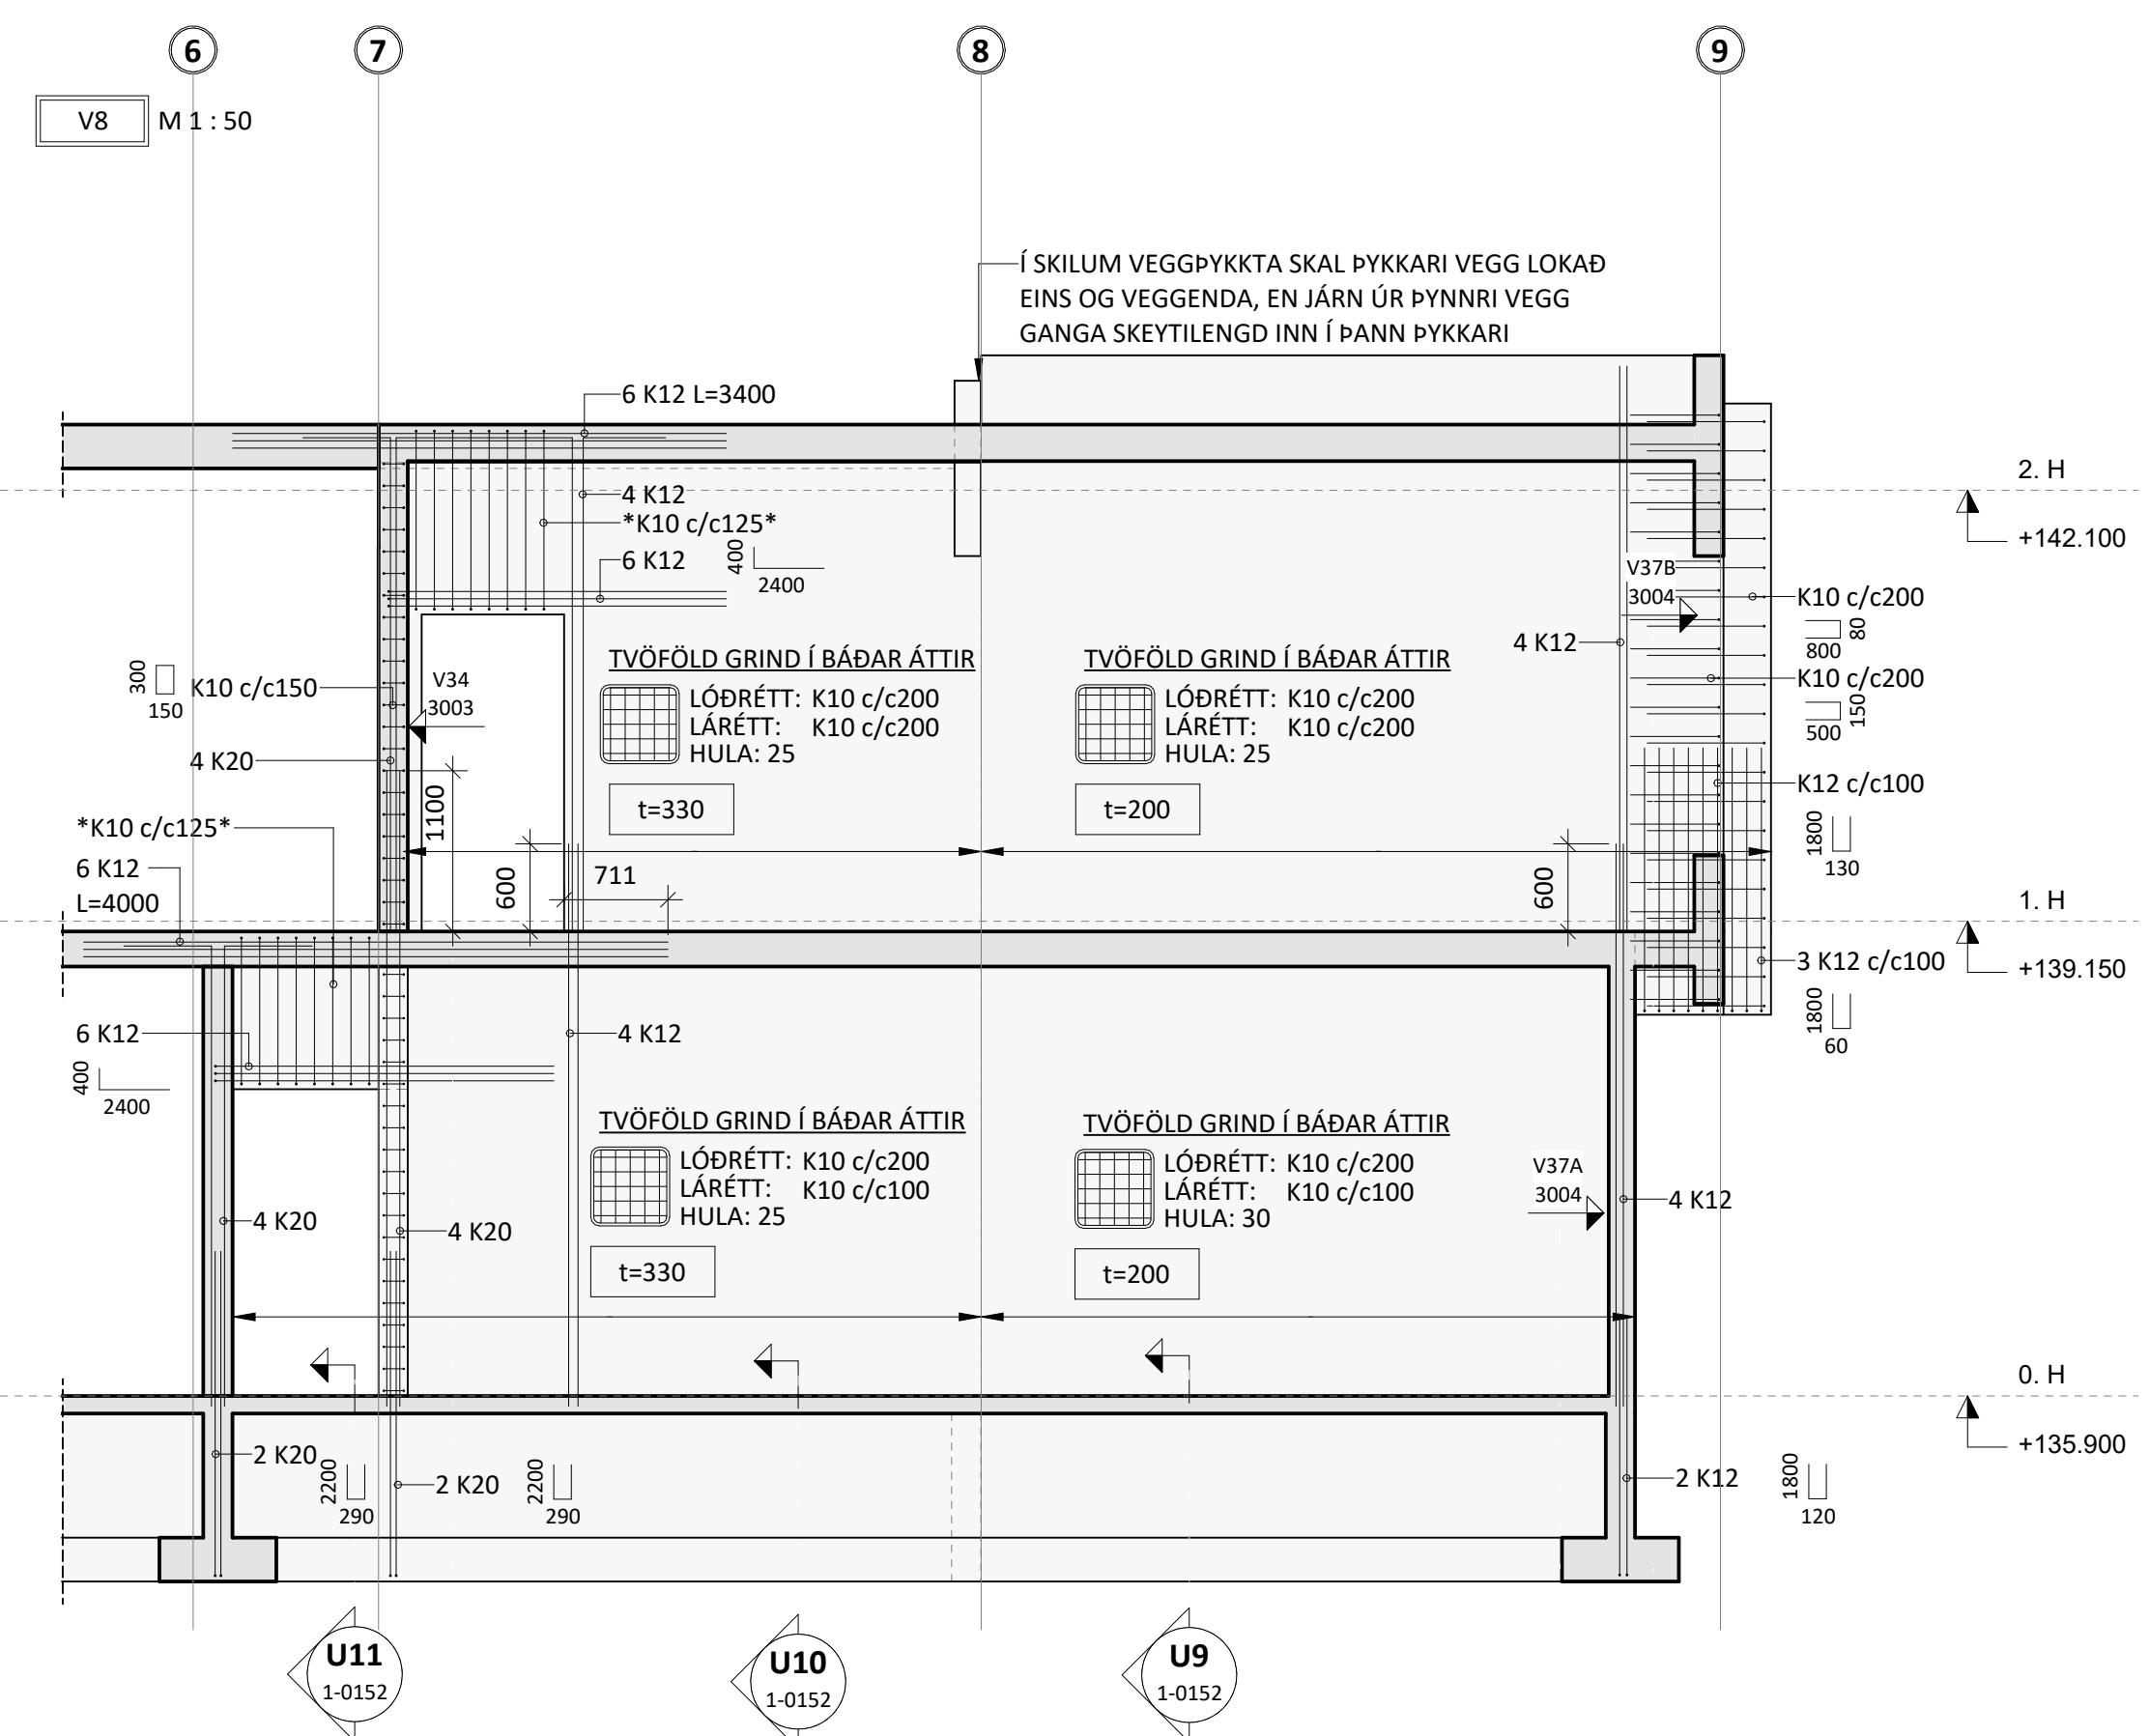 6
7
8
9
V8
M 1 : 50
Í SKILUM VEGGÞYKKTA SKAL ÞYKKARI VEGG LOKAÐ
EINS OG VEGGENDA, EN JÁRN ÚR ÞYNNRI VEGG
GANGA SKEYTILENGD INN Í ÞANN ÞYKKARI
6 K12 L=3400
4 K12
*K10 c/c125*
6 K12
400
2400
2. H
+142.100
V37B
3004
K10 c/c200
80
800
4 K12
K10 c/c200
150
500
300
150
K10 c/c150
V34
3003
TVÖFÖLD GRIND Í BÁÐAR ÁTTIR
LÓÐRÉTT: K10 c/c200
LÁRÉTT: K10 c/c200
HULA: 25
t=330
TVÖFÖLD GRIND Í BÁÐAR ÁTTIR
LÓÐRÉTT: K10 c/c200
LÁRÉTT: K10 c/c200
HULA: 25
t=200
4 K20
1100
K12 c/c100
1800
130
*K10 c/c125*
6 K12
L=4000
600
711
600
1. H
+139.150
3 K12 c/c100
1800
60
6 K12
400
2400
4 K12
TVÖFÖLD GRIND Í BÁÐAR ÁTTIR
LÓÐRÉTT: K10 c/c200
LÁRÉTT: K10 c/c100
HULA: 25
t=330
TVÖFÖLD GRIND Í BÁÐAR ÁTTIR
LÓÐRÉTT: K10 c/c200
LÁRÉTT: K10 c/c100
HULA: 30
t=200
V37A
3004
4 K12
4 K20
4 K20
0. H
+135.900
2 K20
2200
290
2 K20
2200
290
2 K12
1800
120
U11
1-0152
U10
1-0152
U9
1-0152